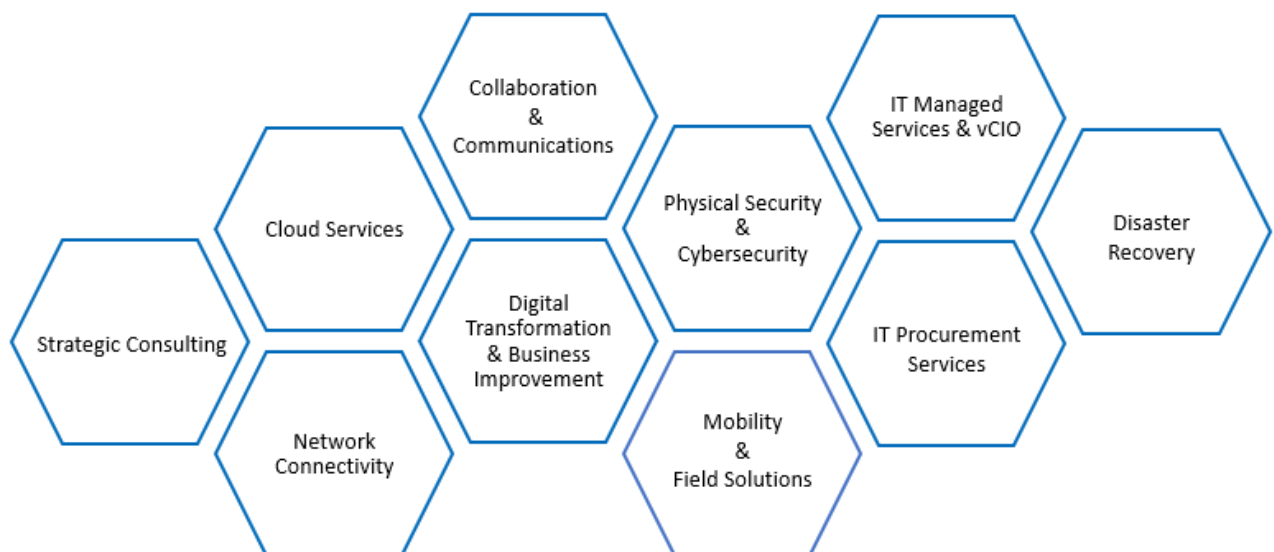 Collaboration
&
Communications
IT Managed
Services & vCIO
Cloud Services
Physical Security
&
Cybersecurity
Disaster
Recovery
Strategic Consulting
Digital
Transformation
& Business
Improvement
IT Procurement
Services
Network
Connectivity
Mobility
&
Field Solutions